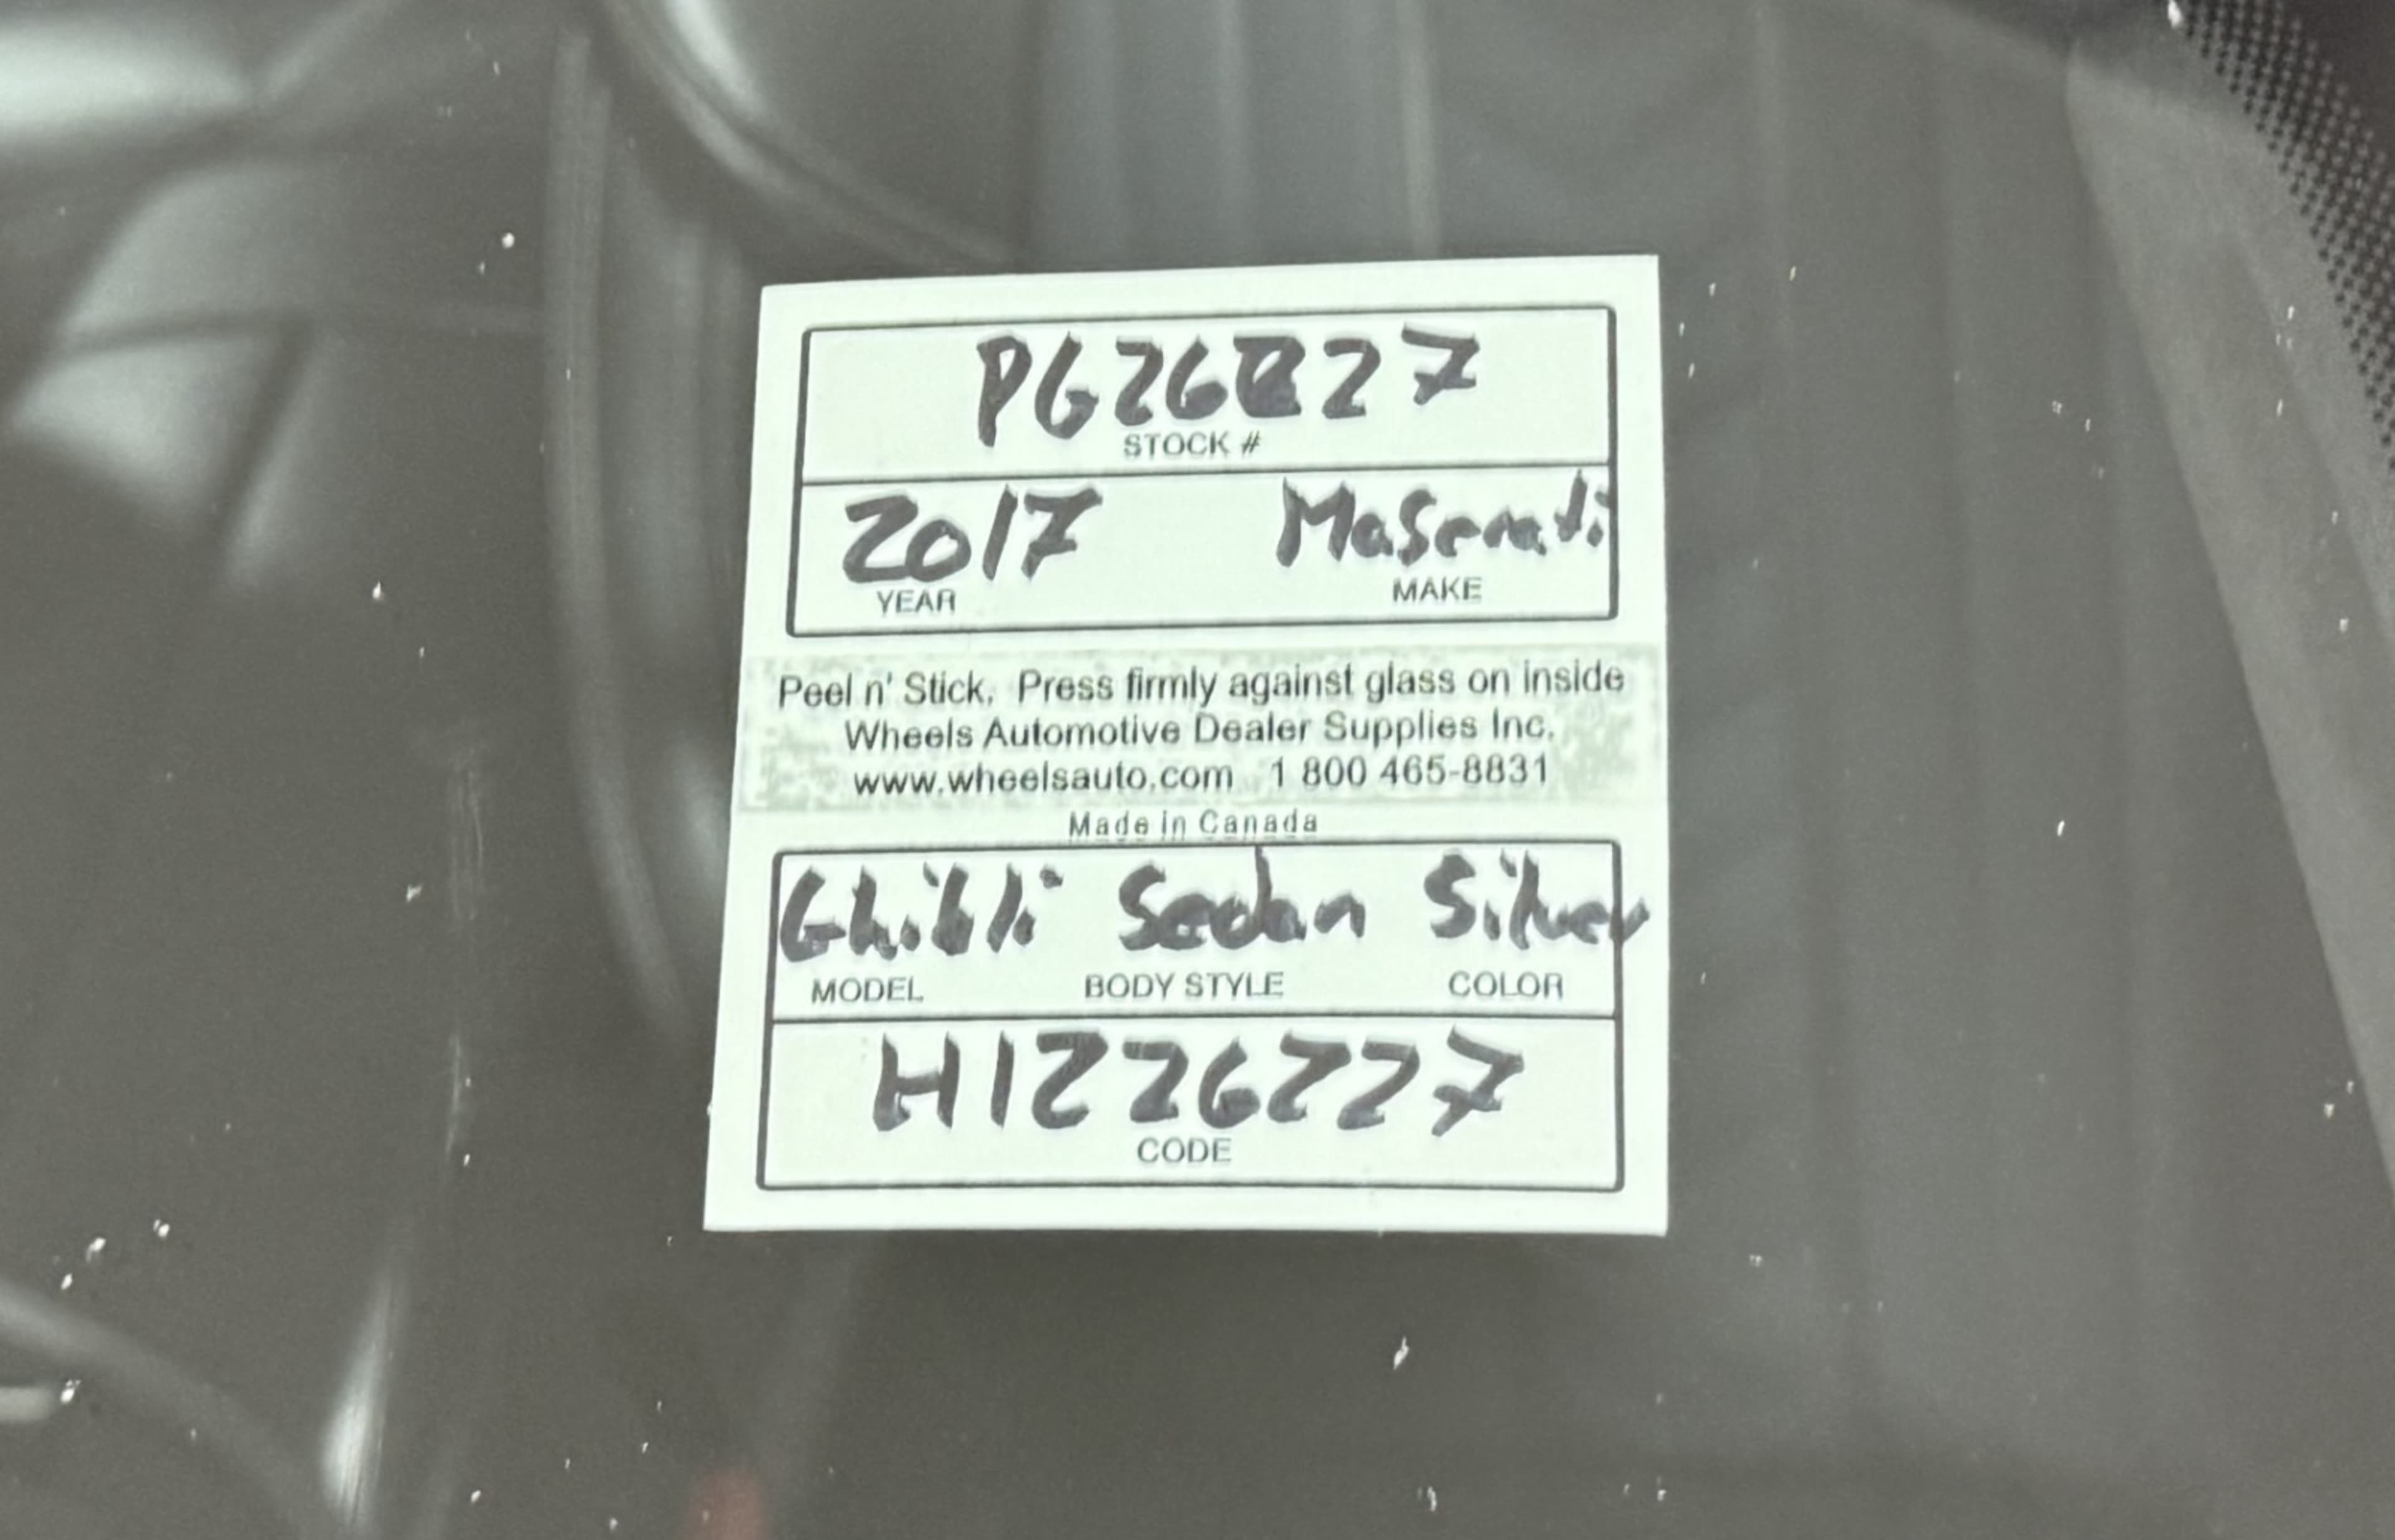 PG26227
STOCK #
2017 Maserati
YEAR MAKE
Peel n' Stick, Press firmly against glass on inside
Wheels Automotive Dealer Supplies Inc.
www.wheelsauto.com 1 800 465-8831
Made in Canada
Ghibli Sedan Silver
MODEL BODY STYLE COLOR
H1226227
CODE